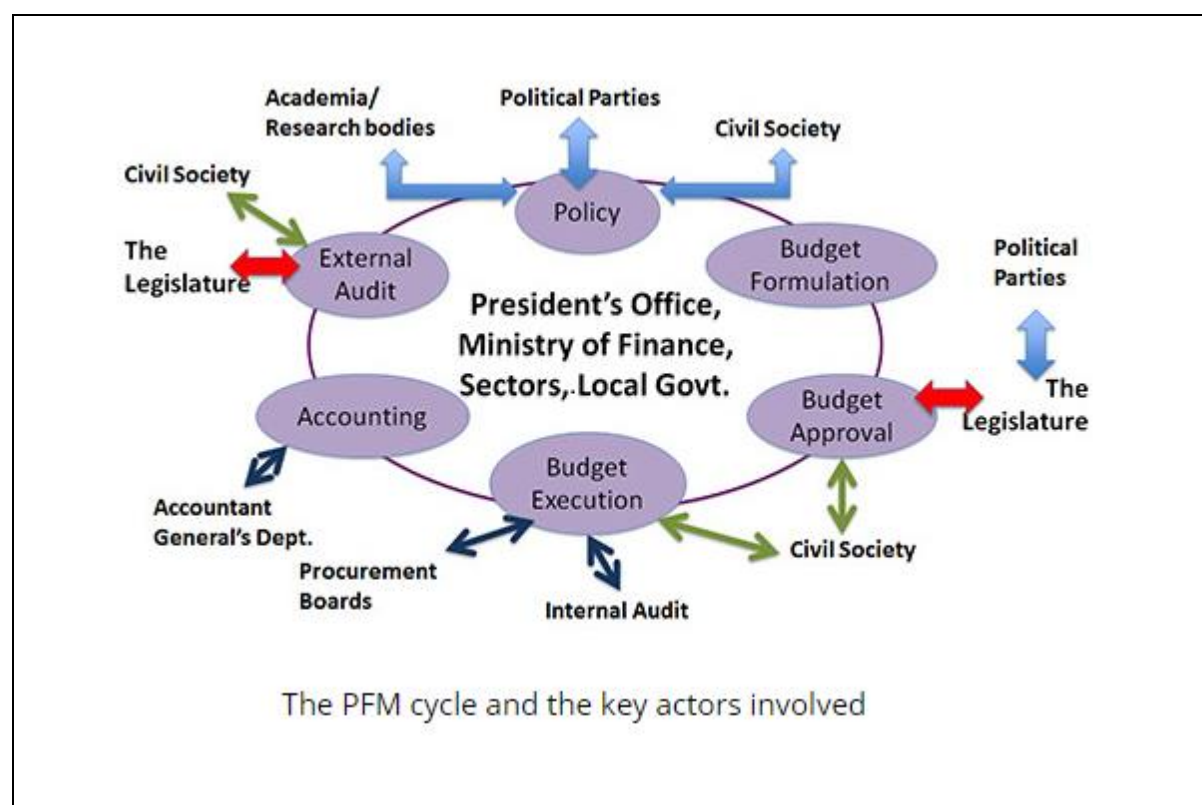 Academia/
Research bodies
Political Parties
Civil Society
Civil Society
The
Legislature
External
Audit
Policy
Budget
Formulation
Political
Parties
President's Office,
Ministry of Finance,
Sectors,.Local Govt.
Accounting
Budget
Approval
The
Legislature
Budget
Execution
Accountant
General's Dept.
Procurement
Boards
Internal Audit
Civil Society
The PFM cycle and the key actors involved